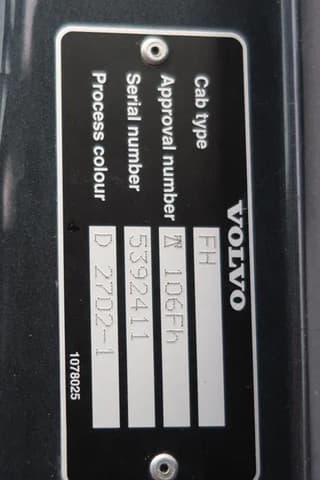 VOLVO
Cab type FH
Approval number 106Fh
Serial number 5392411
Process colour D 2702-1
1078025